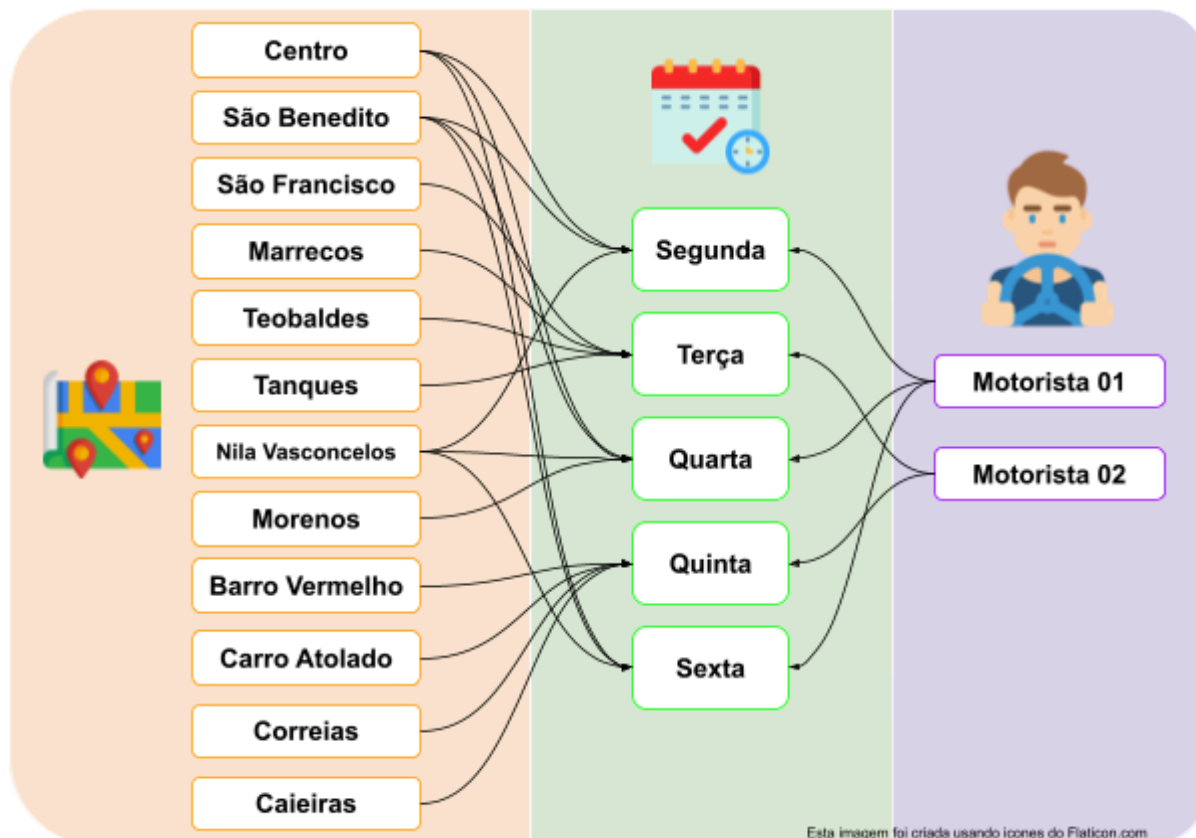 Centro
São Benedito
São Francisco
Marrecos
Teobaldes
Tanques
Nila Vasconcelos
Morenos
Barro Vermelho
Carro Atolado
Correias
Caieiras
Segunda
Terça
Quarta
Quinta
Sexta
Motorista 01
Motorista 02
Esta imagem foi criada usando icones do Flaticon.com